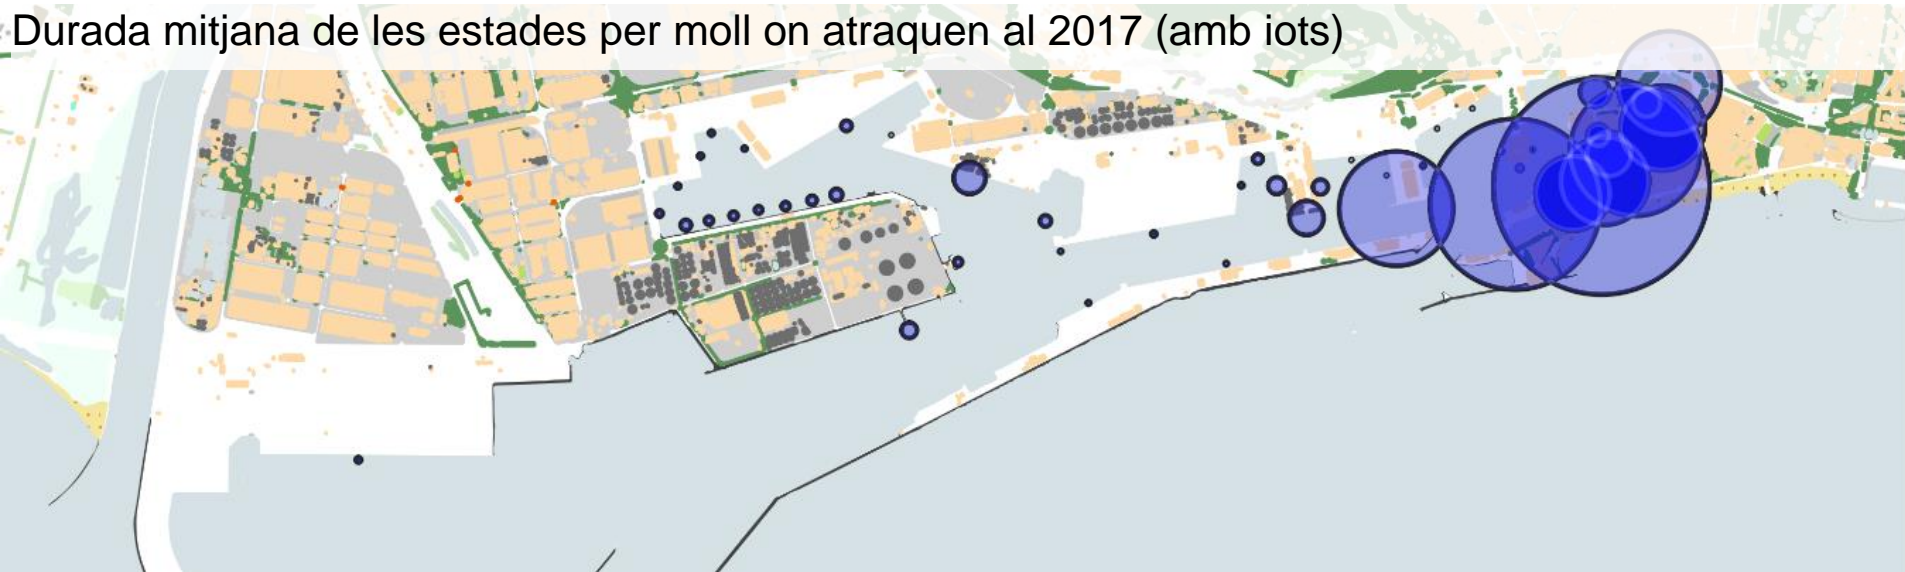 Durada mitjana de les estades per moll on atraquen al 2017 (amb iots)